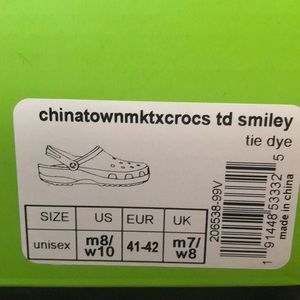 chinatownmktxcrocs td smiley
tie dye
SIZE US EUR UK
unisex m8/ w10 41-42 m7/ w8
206538-99V
1 91448 53332 5
made in china